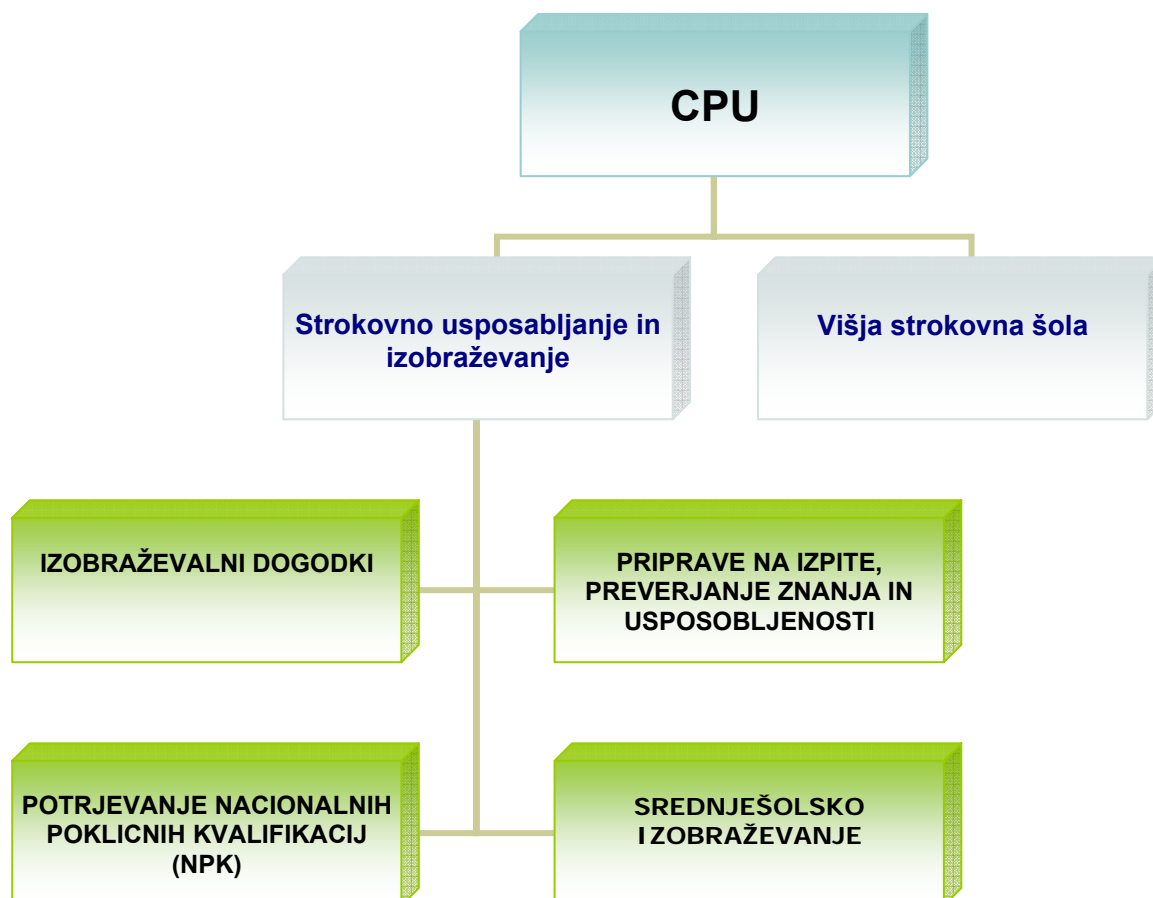 CPU
Strokovno usposabljanje in
izobraževanje
Višja strokovna šola
IZOBRAŽEVALNI DOGODKI
PRIPRAVE NA IZPITE,
PREVERJANJE ZNANJA IN
USPOSOBLJENOSTI
POTRJEVANJE NACIONALNIH
POKLICNIH KVALIFIKACIJ
(NPK)
SREDNJEŠOLSKO
IZOBRAŽEVANJE